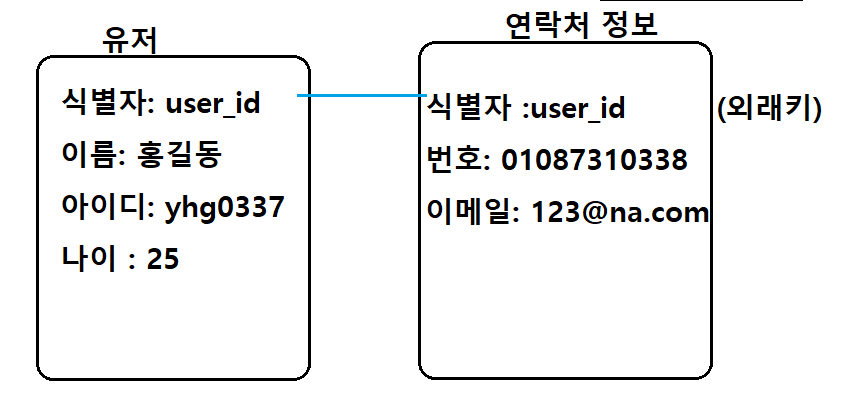 유저
식별자: user_id
이름: 홍길동
아이디: yhg0337
나이 : 25
연락처 정보
식별자 :user_id (외래키)
번호: 01087310338
이메일: 123@na.com